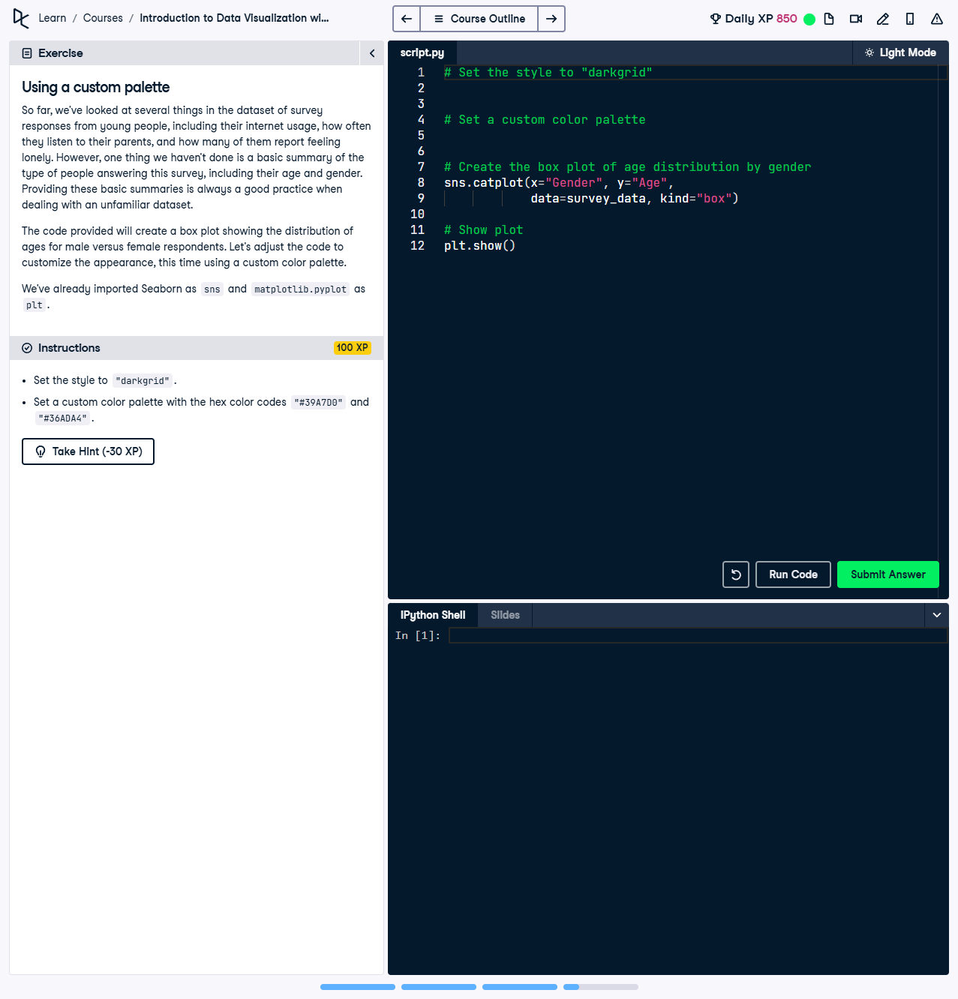 Learn / Courses / Introduction to Data Visualization wi...
Course Outline
Daily XP 850
Exercise
Using a custom palette
So far, we've looked at several things in the dataset of survey
responses from young people, including their internet usage, how often
they listen to their parents, and how many of them report feeling
lonely. However, one thing we haven't done is a basic summary of the
type of people answering this survey, including their age and gender.
Providing these basic summaries is always a good practice when
dealing with an unfamiliar dataset.
The code provided will create a box plot showing the distribution of
ages for male versus female respondents. Let's adjust the code to
customize the appearance, this time using a custom color palette.
We've already imported Seaborn as sns and matplotlib.pyplot as
plt.
Instructions
100 XP
• Set the style to "darkgrid".
• Set a custom color palette with the hex color codes "#39A7D0" and
"#36ADA4".
Take Hint (-30 XP)
script.py
Light Mode
1 # Set the style to "darkgrid"
2
3
4 # Set a custom color palette
5
6
7 # Create the box plot of age distribution by gender
8 sns.catplot(x="Gender", y="Age",
9 data=survey_data, kind="box")
10
11 # Show plot
12 plt.show()
Run Code
Submit Answer
IPython Shell
Slides
In [1]: